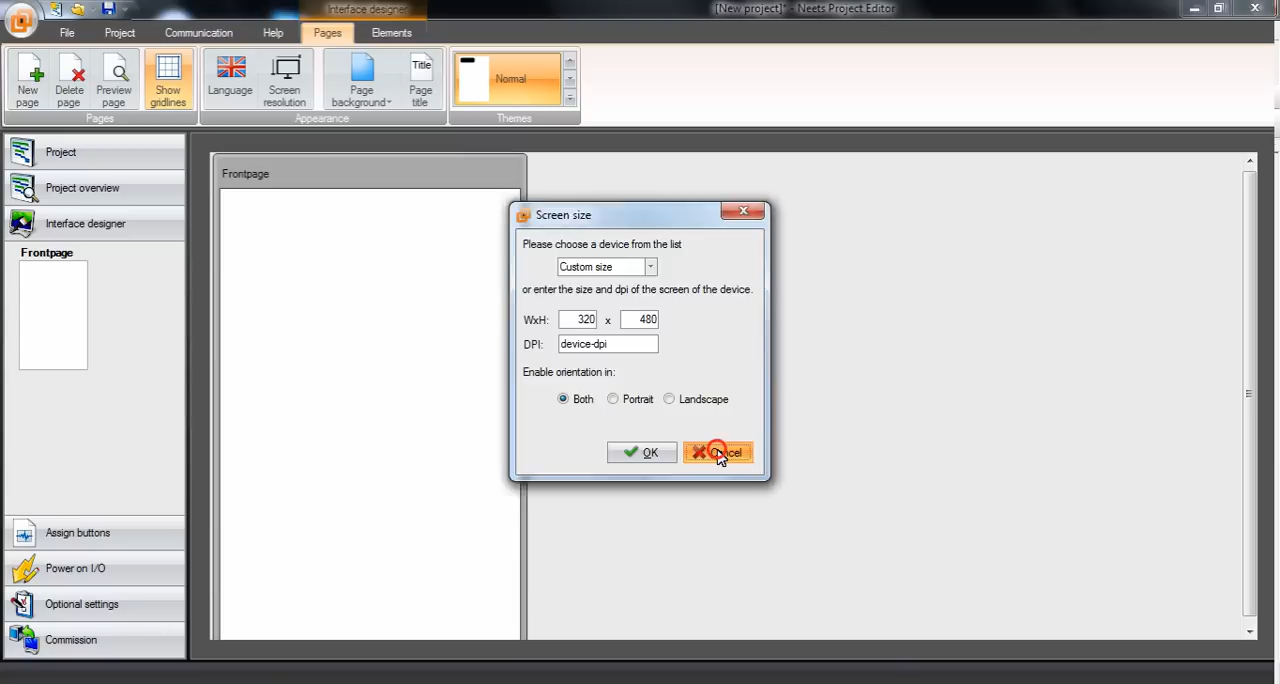 Interface designer
[New project]* - Neets Project Editor
File
Project
Communication
Help
Pages
Elements
New page
Delete page
Preview page
Show gridlines
Language
Screen resolution
Page background
Title
Page title
Normal
Pages
Appearance
Themes
Project
Project overview
Interface designer
Frontpage
Assign buttons
Power on I/O
Optional settings
Commission
Frontpage
Screen size
Please choose a device from the list
Custom size
or enter the size and dpi of the screen of the device.
WxH: 320 x 480
DPI: device-dpi
Enable orientation in:
Both Portrait Landscape
OK Cancel